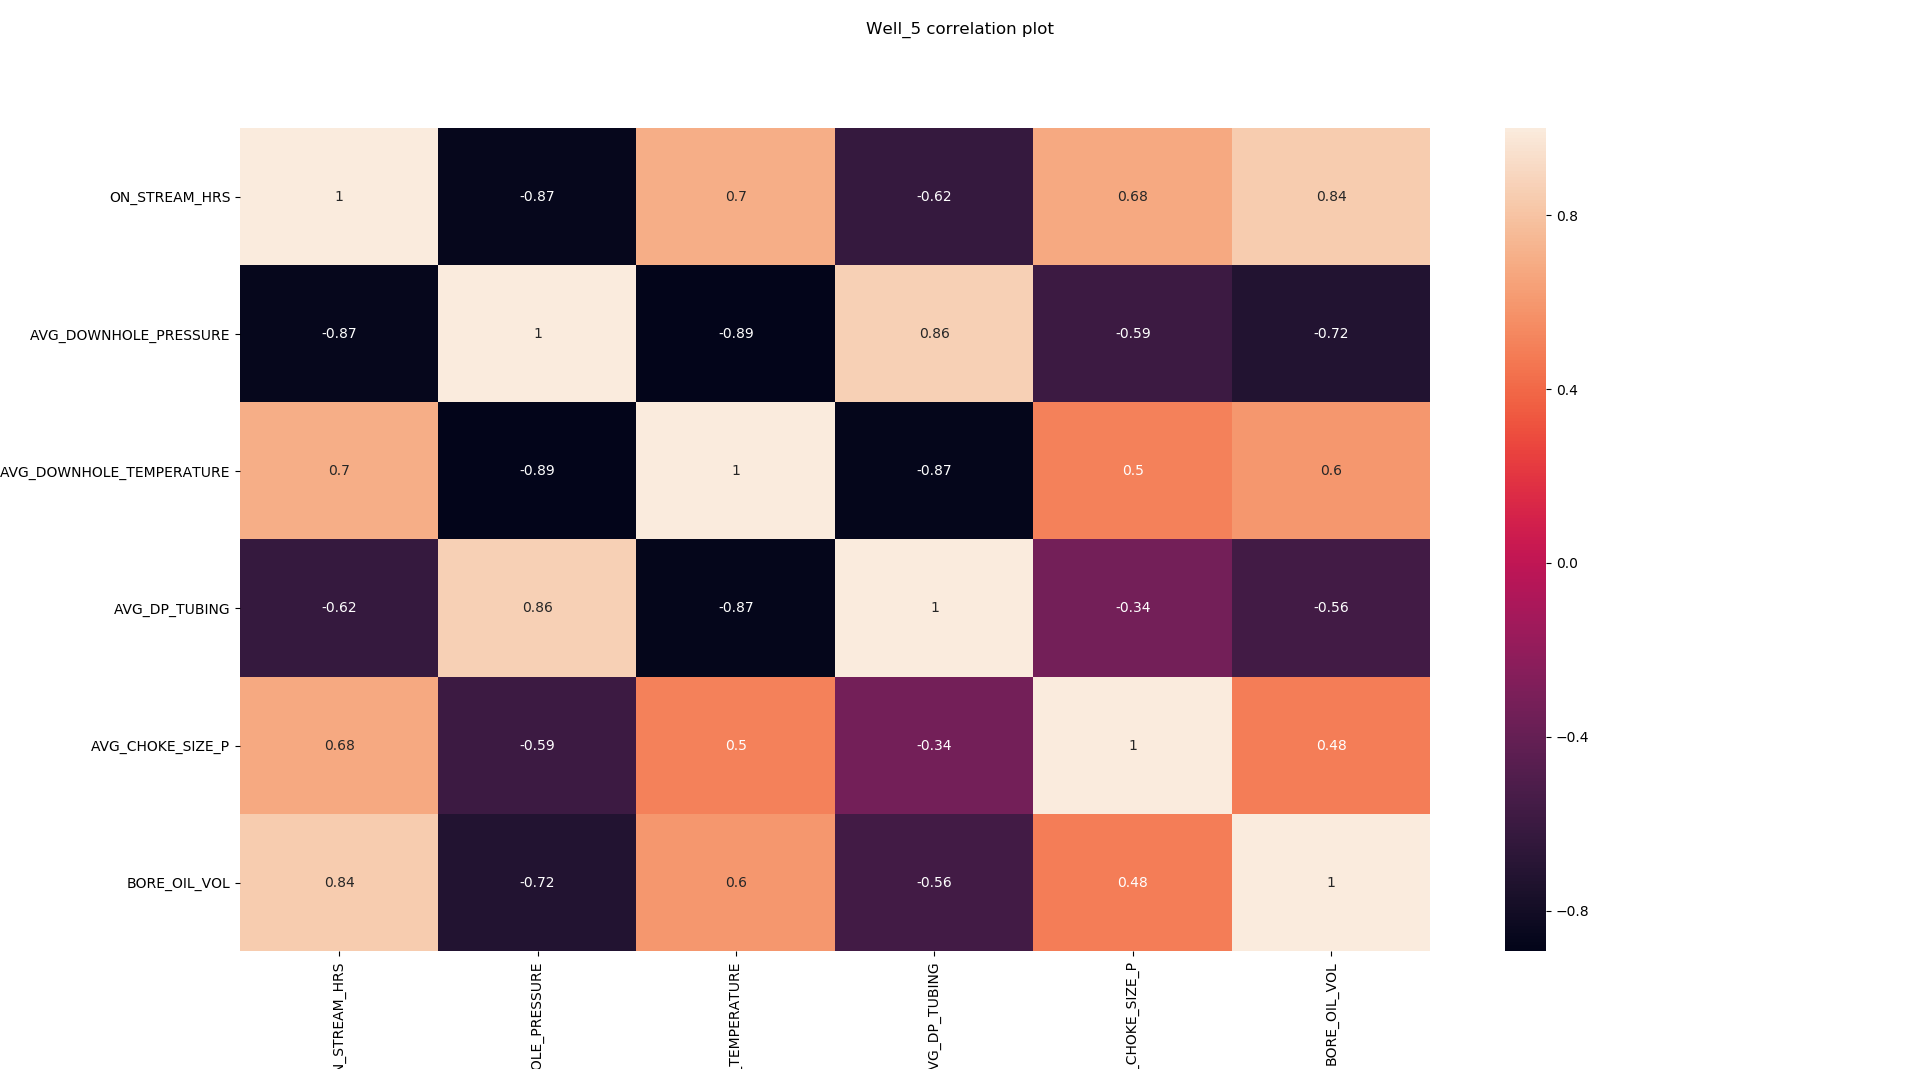 Well_5 correlation plot
ON_STREAM_HRS 1 -0.87 0.7 -0.62 0.68 0.84
AVG_DOWNHOLE_PRESSURE -0.87 1 -0.89 0.86 -0.59 -0.72
AVG_DOWNHOLE_TEMPERATURE 0.7 -0.89 1 -0.87 0.5 0.6
AVG_DP_TUBING -0.62 0.86 -0.87 1 -0.34 -0.56
AVG_CHOKE_SIZE_P 0.68 -0.59 0.5 -0.34 1 0.48
BORE_OIL_VOL 0.84 -0.72 0.6 -0.56 0.48 1
N_STREAM_HRS
OLE_PRESSURE
_TEMPERATURE
VG_DP_TUBING
_CHOKE_SIZE_P
BORE_OIL_VOL
0.8
0.4
0.0
−0.4
−0.8